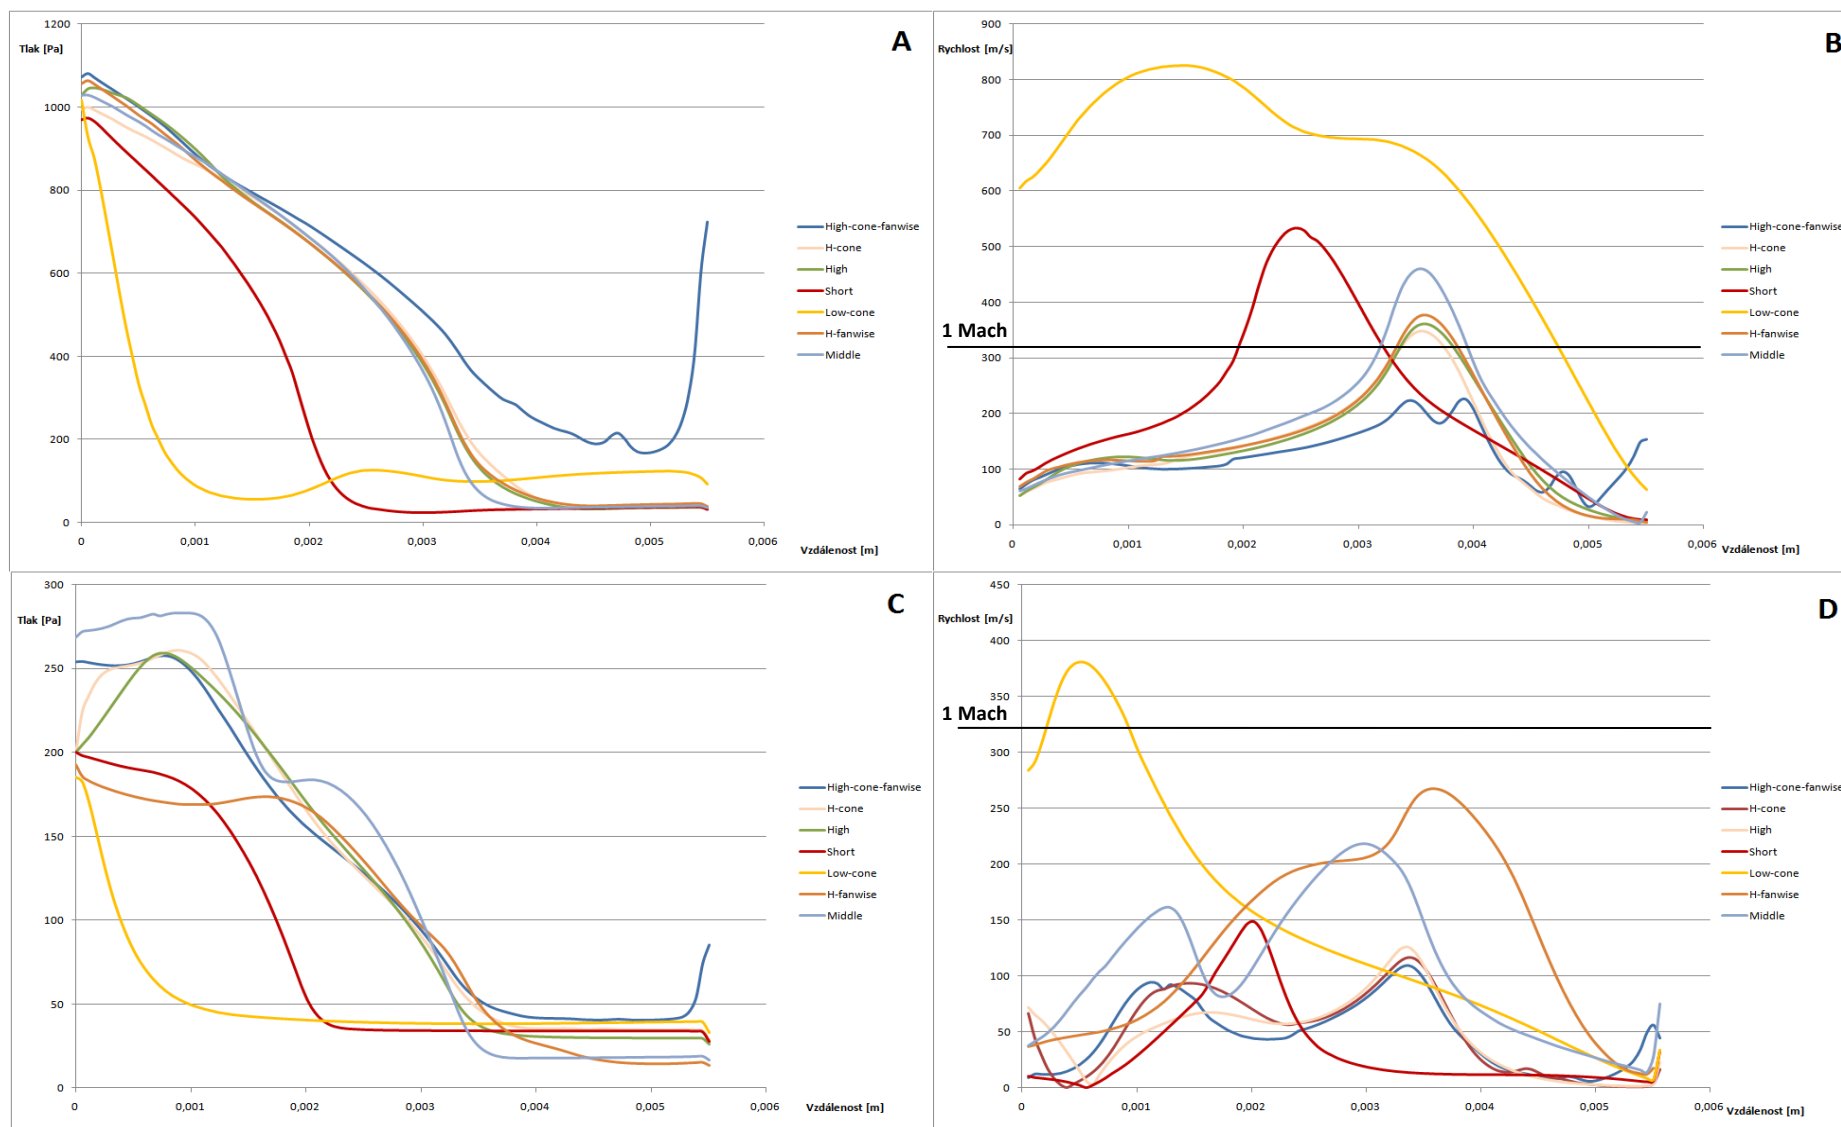 A
Tlak [Pa]
1200
1000
800
600
400
200
0
0
0,001
0,002
0,003
0,004
0,005
0,006
Vzdálenost [m]
High-cone-fanwise
H-cone
High
Short
Low-cone
H-fanwise
Middle
B
Rychlost [m/s]
900
800
700
600
500
400
1 Mach
300
200
100
0
0
0,001
0,002
0,003
0,004
0,005
0,006
Vzdálenost [m]
High-cone-fanwise
H-cone
High
Short
Low-cone
H-fanwise
Middle
C
Tlak [Pa]
300
250
200
150
100
50
0
0
0,001
0,002
0,003
0,004
0,005
0,006
Vzdálenost [m]
High-cone-fanwise
H-cone
High
Short
Low-cone
H-fanwise
Middle
D
Rychlost [m/s]
450
400
350
1 Mach
300
250
200
150
100
50
0
0
0,001
0,002
0,003
0,004
0,005
0,006
Vzdálenost [m]
High-cone-fanwise
H-cone
High
Short
Low-cone
H-fanwise
Middle